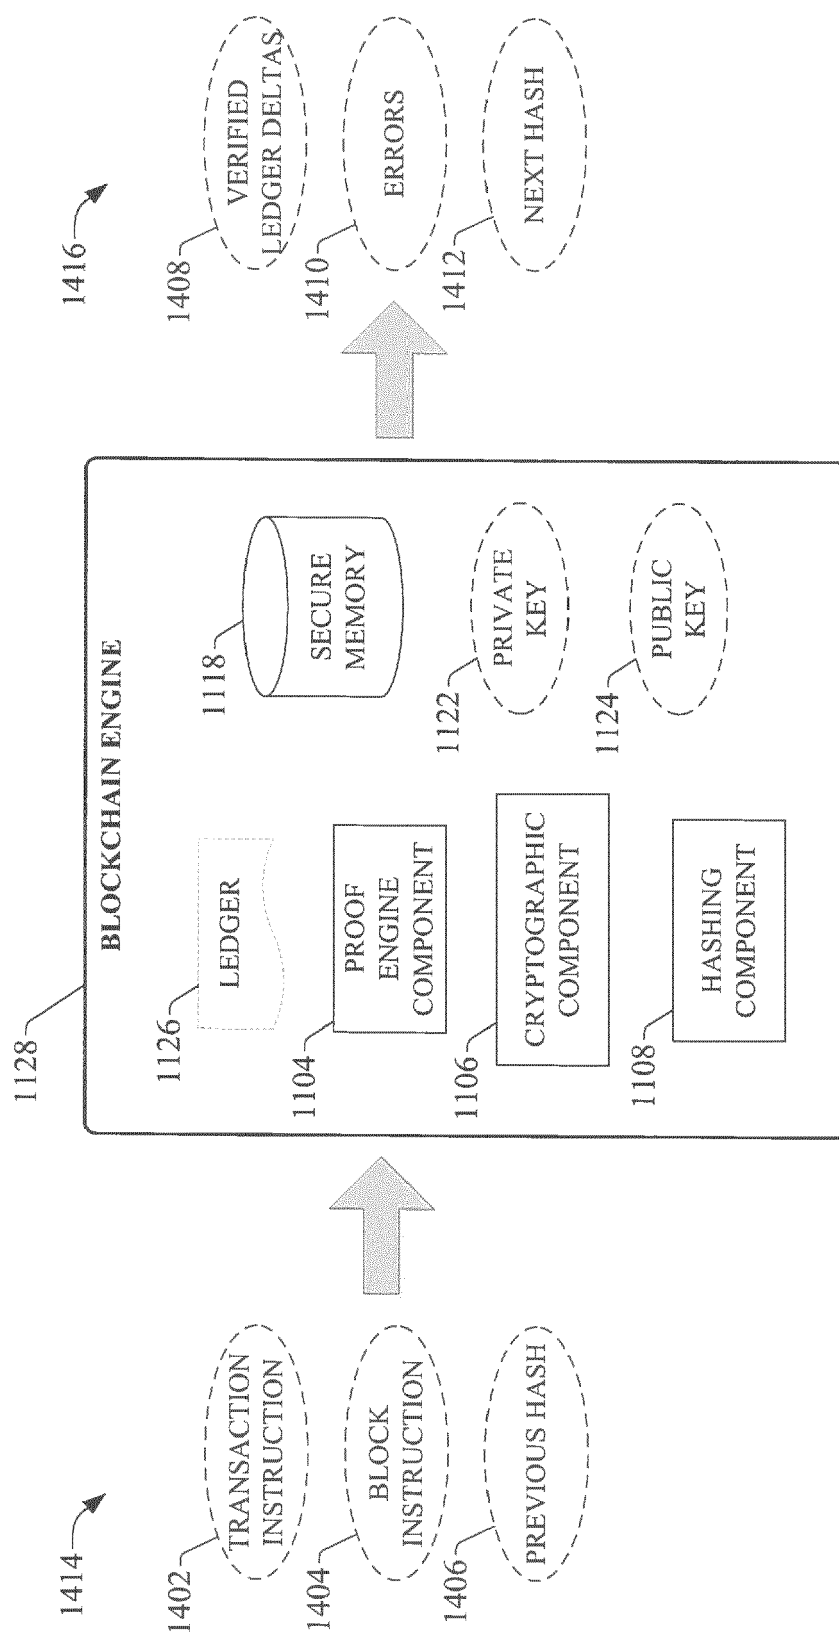 1414
1402
TRANSACTION
INSTRUCTION
1404
BLOCK
INSTRUCTION
1406
PREVIOUS HASH
1128
BLOCKCHAIN ENGINE
1126
LEDGER
1104
PROOF
ENGINE
COMPONENT
1106
CRYPTOGRAPHIC
COMPONENT
1108
HASHING
COMPONENT
1118
SECURE
MEMORY
1122
PRIVATE
KEY
1124
PUBLIC
KEY
1416
1408
VERIFIED
LEDGER DELTAS
1410
ERRORS
1412
NEXT HASH